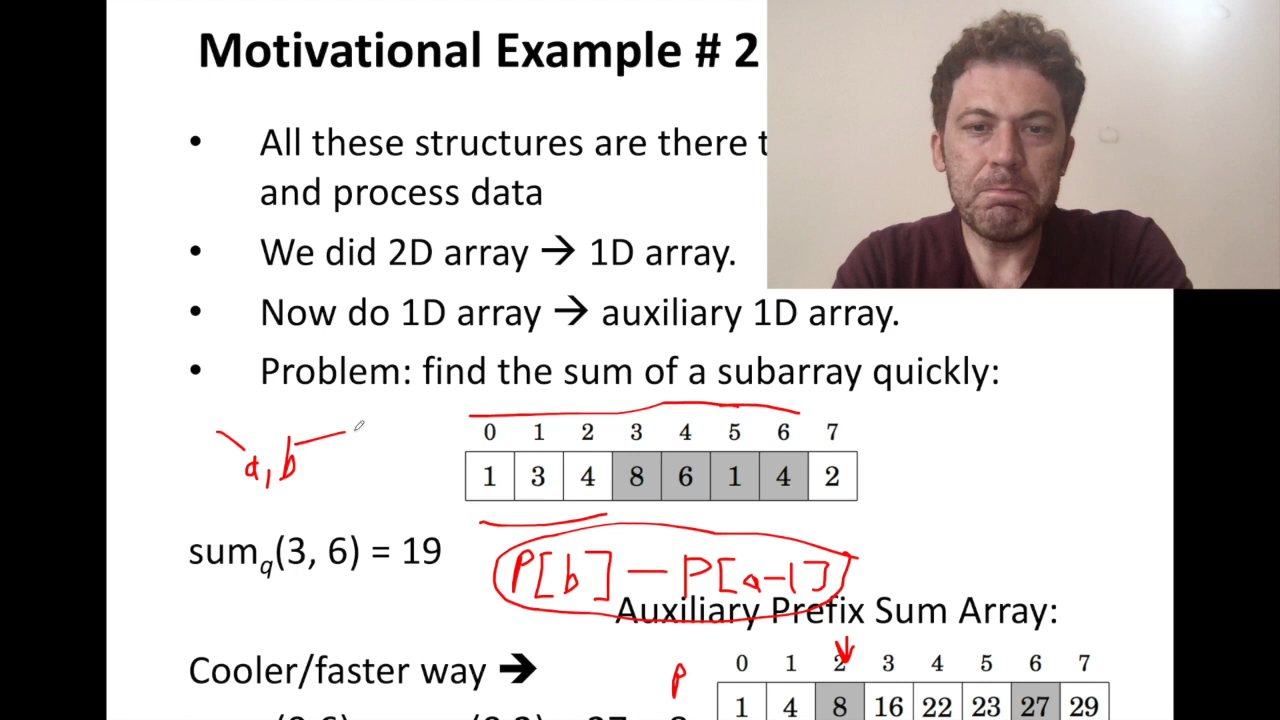 Motivational Example # 2
• All these structures are there t
and process data
• We did 2D array → 1D array.
• Now do 1D array → auxiliary 1D array.
• Problem: find the sum of a subarray quickly:
0 1 2 3 4 5 6 7
a, b
1 3 4 8 6 1 4 2
sumq(3, 6) = 19
P[b] — P[a-1]
Auxiliary Prefix Sum Array:
Cooler/faster way →
P
0 1 2 3 4 5 6 7
1 4 8 16 22 23 27 29